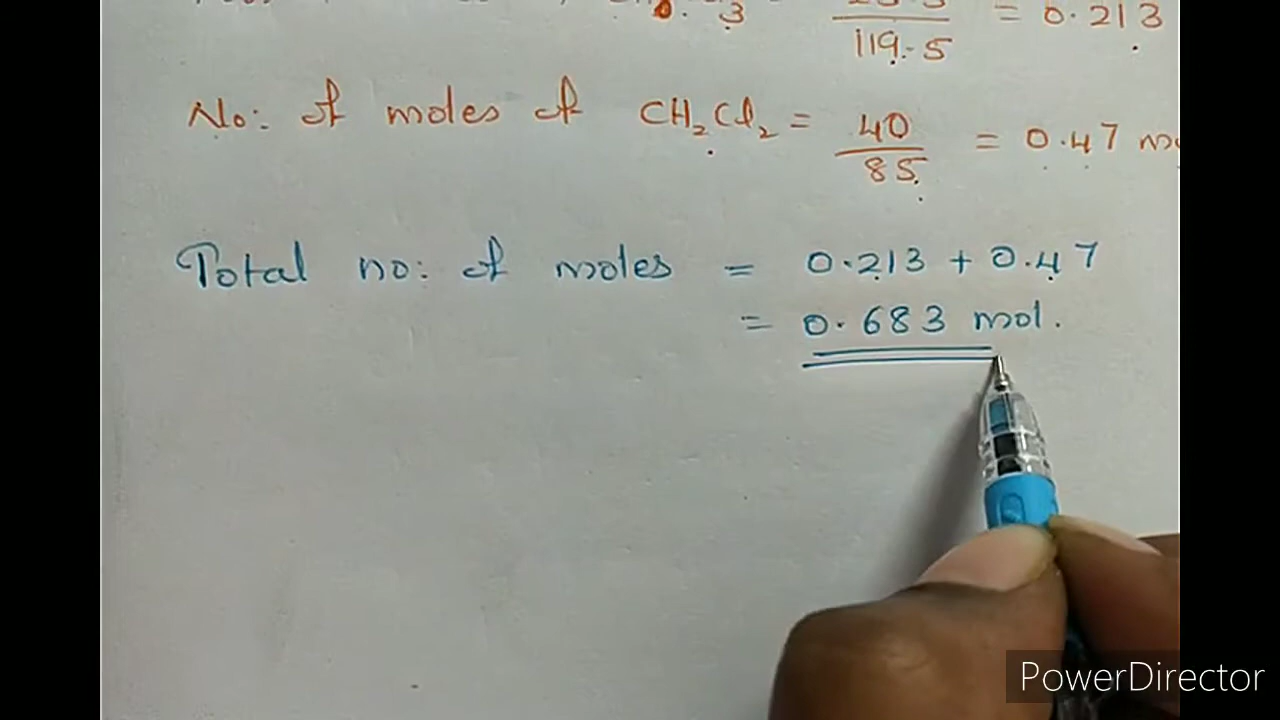 3 = 0.213
119.5
No: of moles of CH₂Cl₂ = 40/85 = 0.47
Total no: of moles = 0.213 + 0.47
= 0.683 mol.
PowerDirector